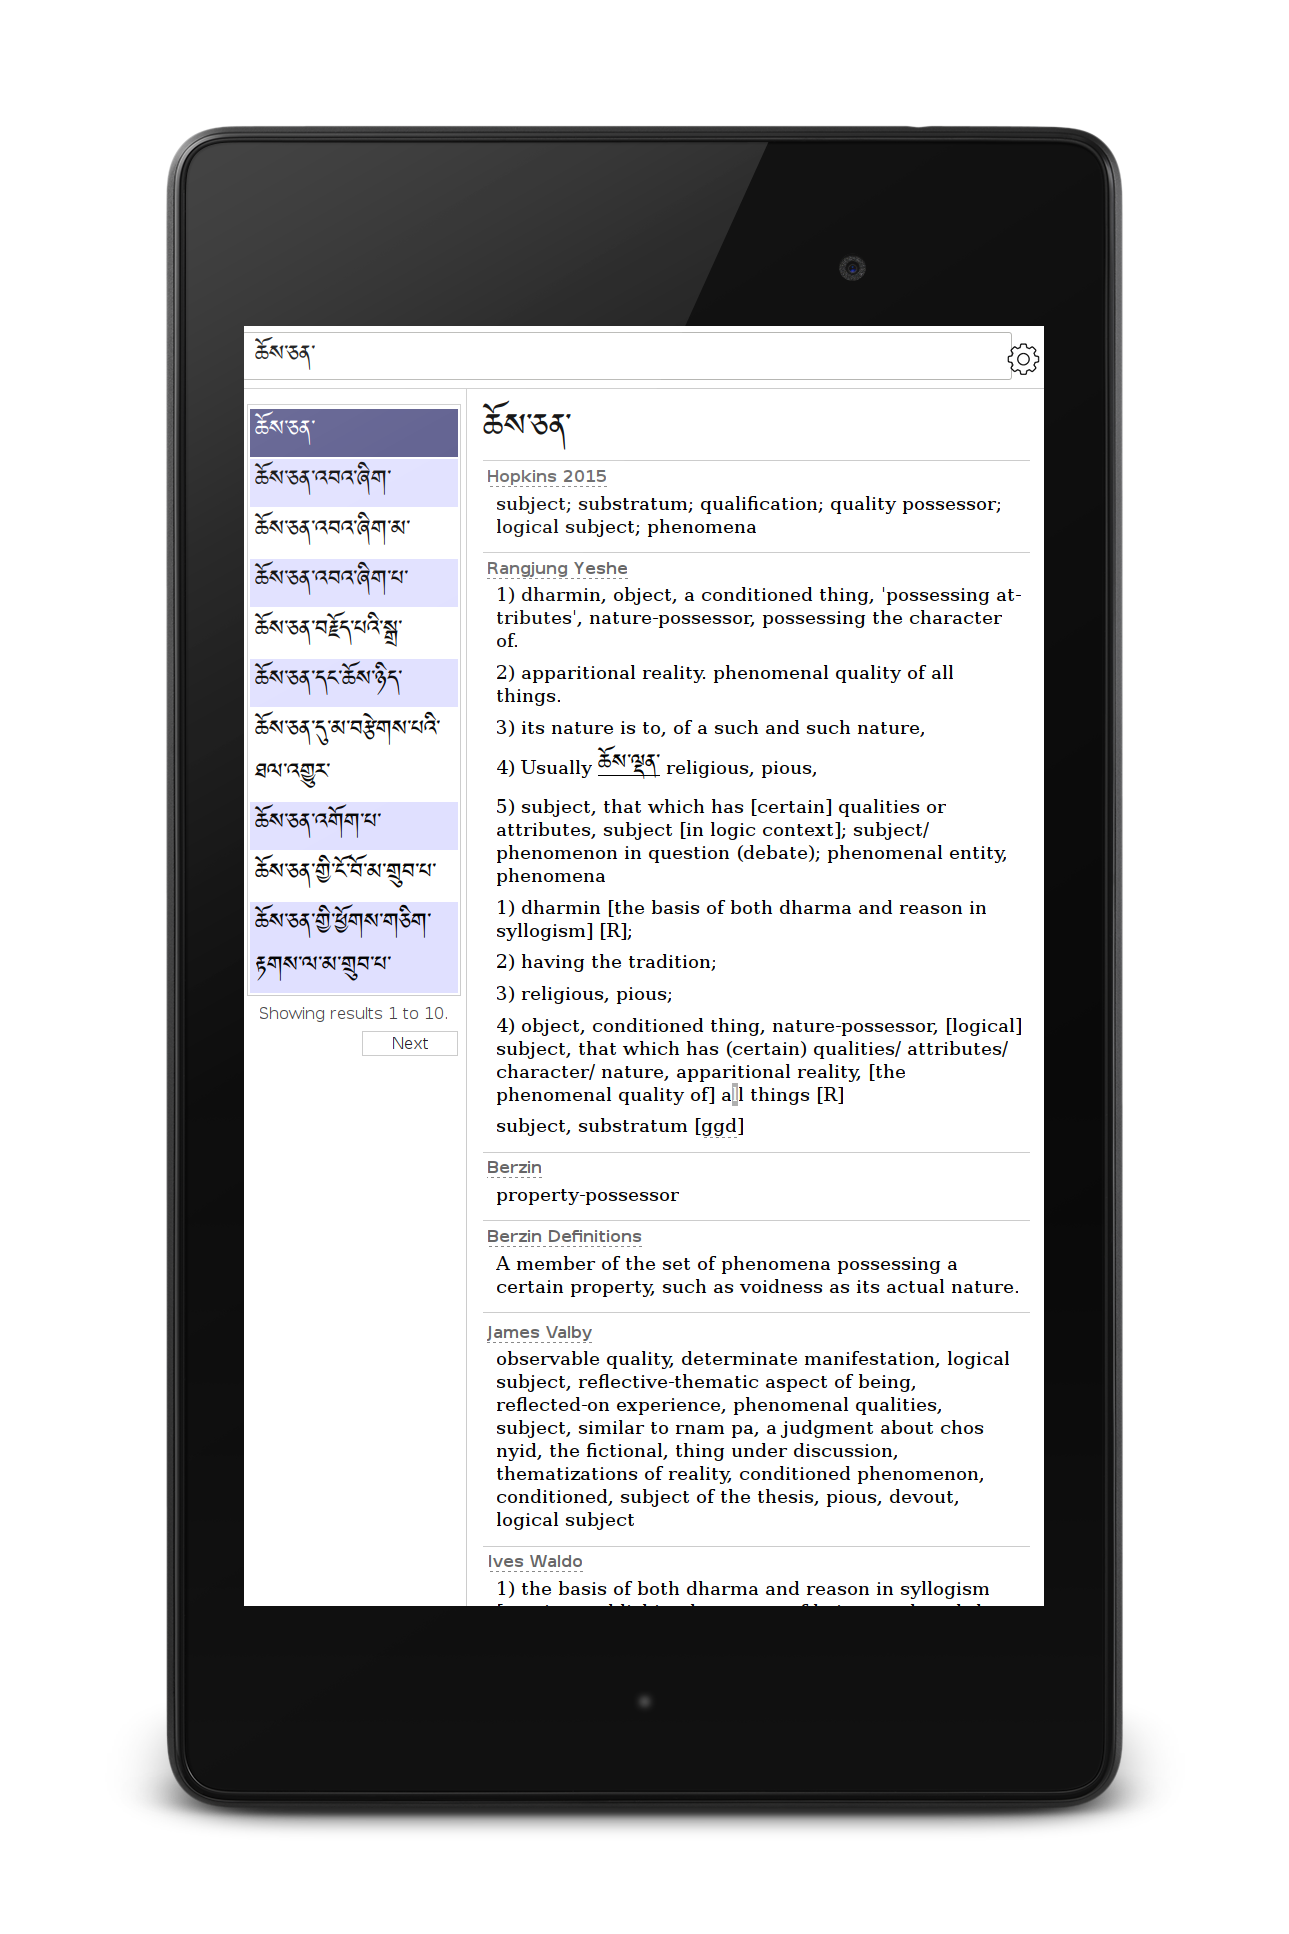 ཆོས་ཅན་
ཆོས་ཅན་
ཆོས་ཅན་འབའ་ཞིག་
ཆོས་ཅན་འབའ་ཞིག་མ་
ཆོས་ཅན་འབའ་ཞིག་པ་
ཆོས་ཅན་བརྗོད་པའི་སྒྲ་
ཆོས་ཅན་དང་ཆོས་ཉིད་
ཆོས་ཅན་དུ་མ་བརྩེགས་པའི་
ཐལ་འགྱུར་
ཆོས་ཅན་འགོག་པ་
ཆོས་ཅན་གྱི་ངོ་བོ་མ་གྲུབ་པ་
ཆོས་ཅན་གྱི་ཕྱོགས་གཅིག་
རྟགས་ལ་མ་གྲུབ་པ་
Showing results 1 to 10.
Next
ཆོས་ཅན་
Hopkins 2015
subject; substratum; qualification; quality possessor;
logical subject; phenomena
Rangjung Yeshe
1) dharmin, object, a conditioned thing, 'possessing at-
tributes', nature-possessor, possessing the character
of.
2) apparitional reality. phenomenal quality of all
things.
3) its nature is to, of a such and such nature,
4) Usually ཆོས་ལྡན་ religious, pious,
5) subject, that which has [certain] qualities or
attributes, subject [in logic context]; subject/
phenomenon in question (debate); phenomenal entity,
phenomena
1) dharmin [the basis of both dharma and reason in
syllogism] [R];
2) having the tradition;
3) religious, pious;
4) object, conditioned thing, nature-possessor, [logical]
subject, that which has (certain) qualities/ attributes/
character/ nature, apparitional reality, [the
phenomenal quality of] all things [R]
subject, substratum [ggd]
Berzin
property-possessor
Berzin Definitions
A member of the set of phenomena possessing a
certain property, such as voidness as its actual nature.
James Valby
observable quality, determinate manifestation, logical
subject, reflective-thematic aspect of being,
reflected-on experience, phenomenal qualities,
subject, similar to rnam pa, a judgment about chos
nyid, the fictional, thing under discussion,
thematizations of reality, conditioned phenomenon,
conditioned, subject of the thesis, pious, devout,
logical subject
Ives Waldo
1) the basis of both dharma and reason in syllogism